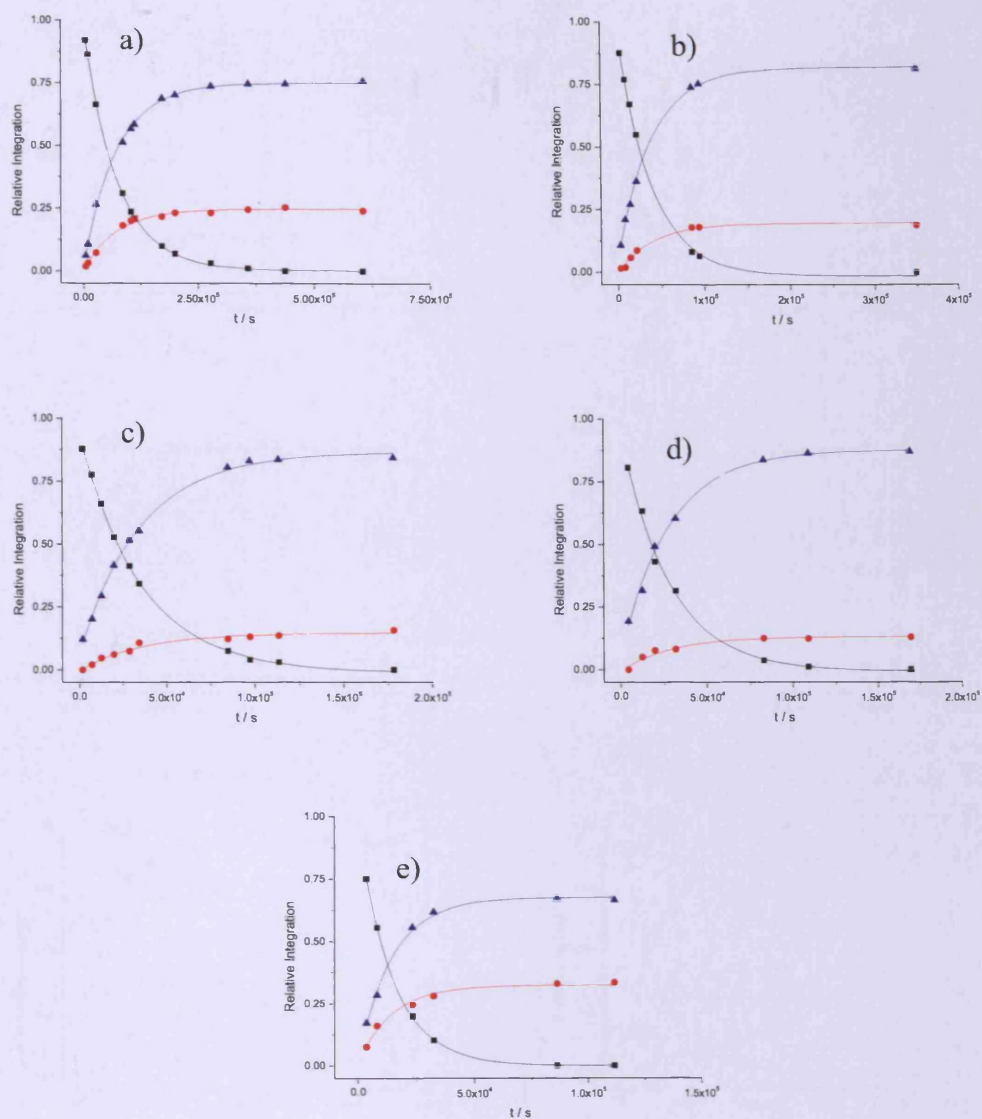 a)
1.00
0.75
0.50
0.25
0.00
Relative Integration
0.00 2.50x10⁵ 5.00x10⁵ 7.50x10⁵
t / s
b)
1.00
0.75
0.50
0.25
0.00
Relative Integration
0 1x10⁵ 2x10⁵ 3x10⁵ 4x10⁵
t / s
c)
1.00
0.75
0.50
0.25
0.00
Relative Integration
0.0 5.0x10⁴ 1.0x10⁵ 1.5x10⁵ 2.0x10⁵
t / s
d)
1.00
0.75
0.50
0.25
0.00
Relative Integration
0.0 5.0x10⁴ 1.0x10⁵ 1.5x10⁵ 2.0x10⁵
t / s
e)
1.00
0.75
0.50
0.25
0.00
Relative Integration
0.0 5.0x10⁴ 1.0x10⁵ 1.5x10⁵
t / s